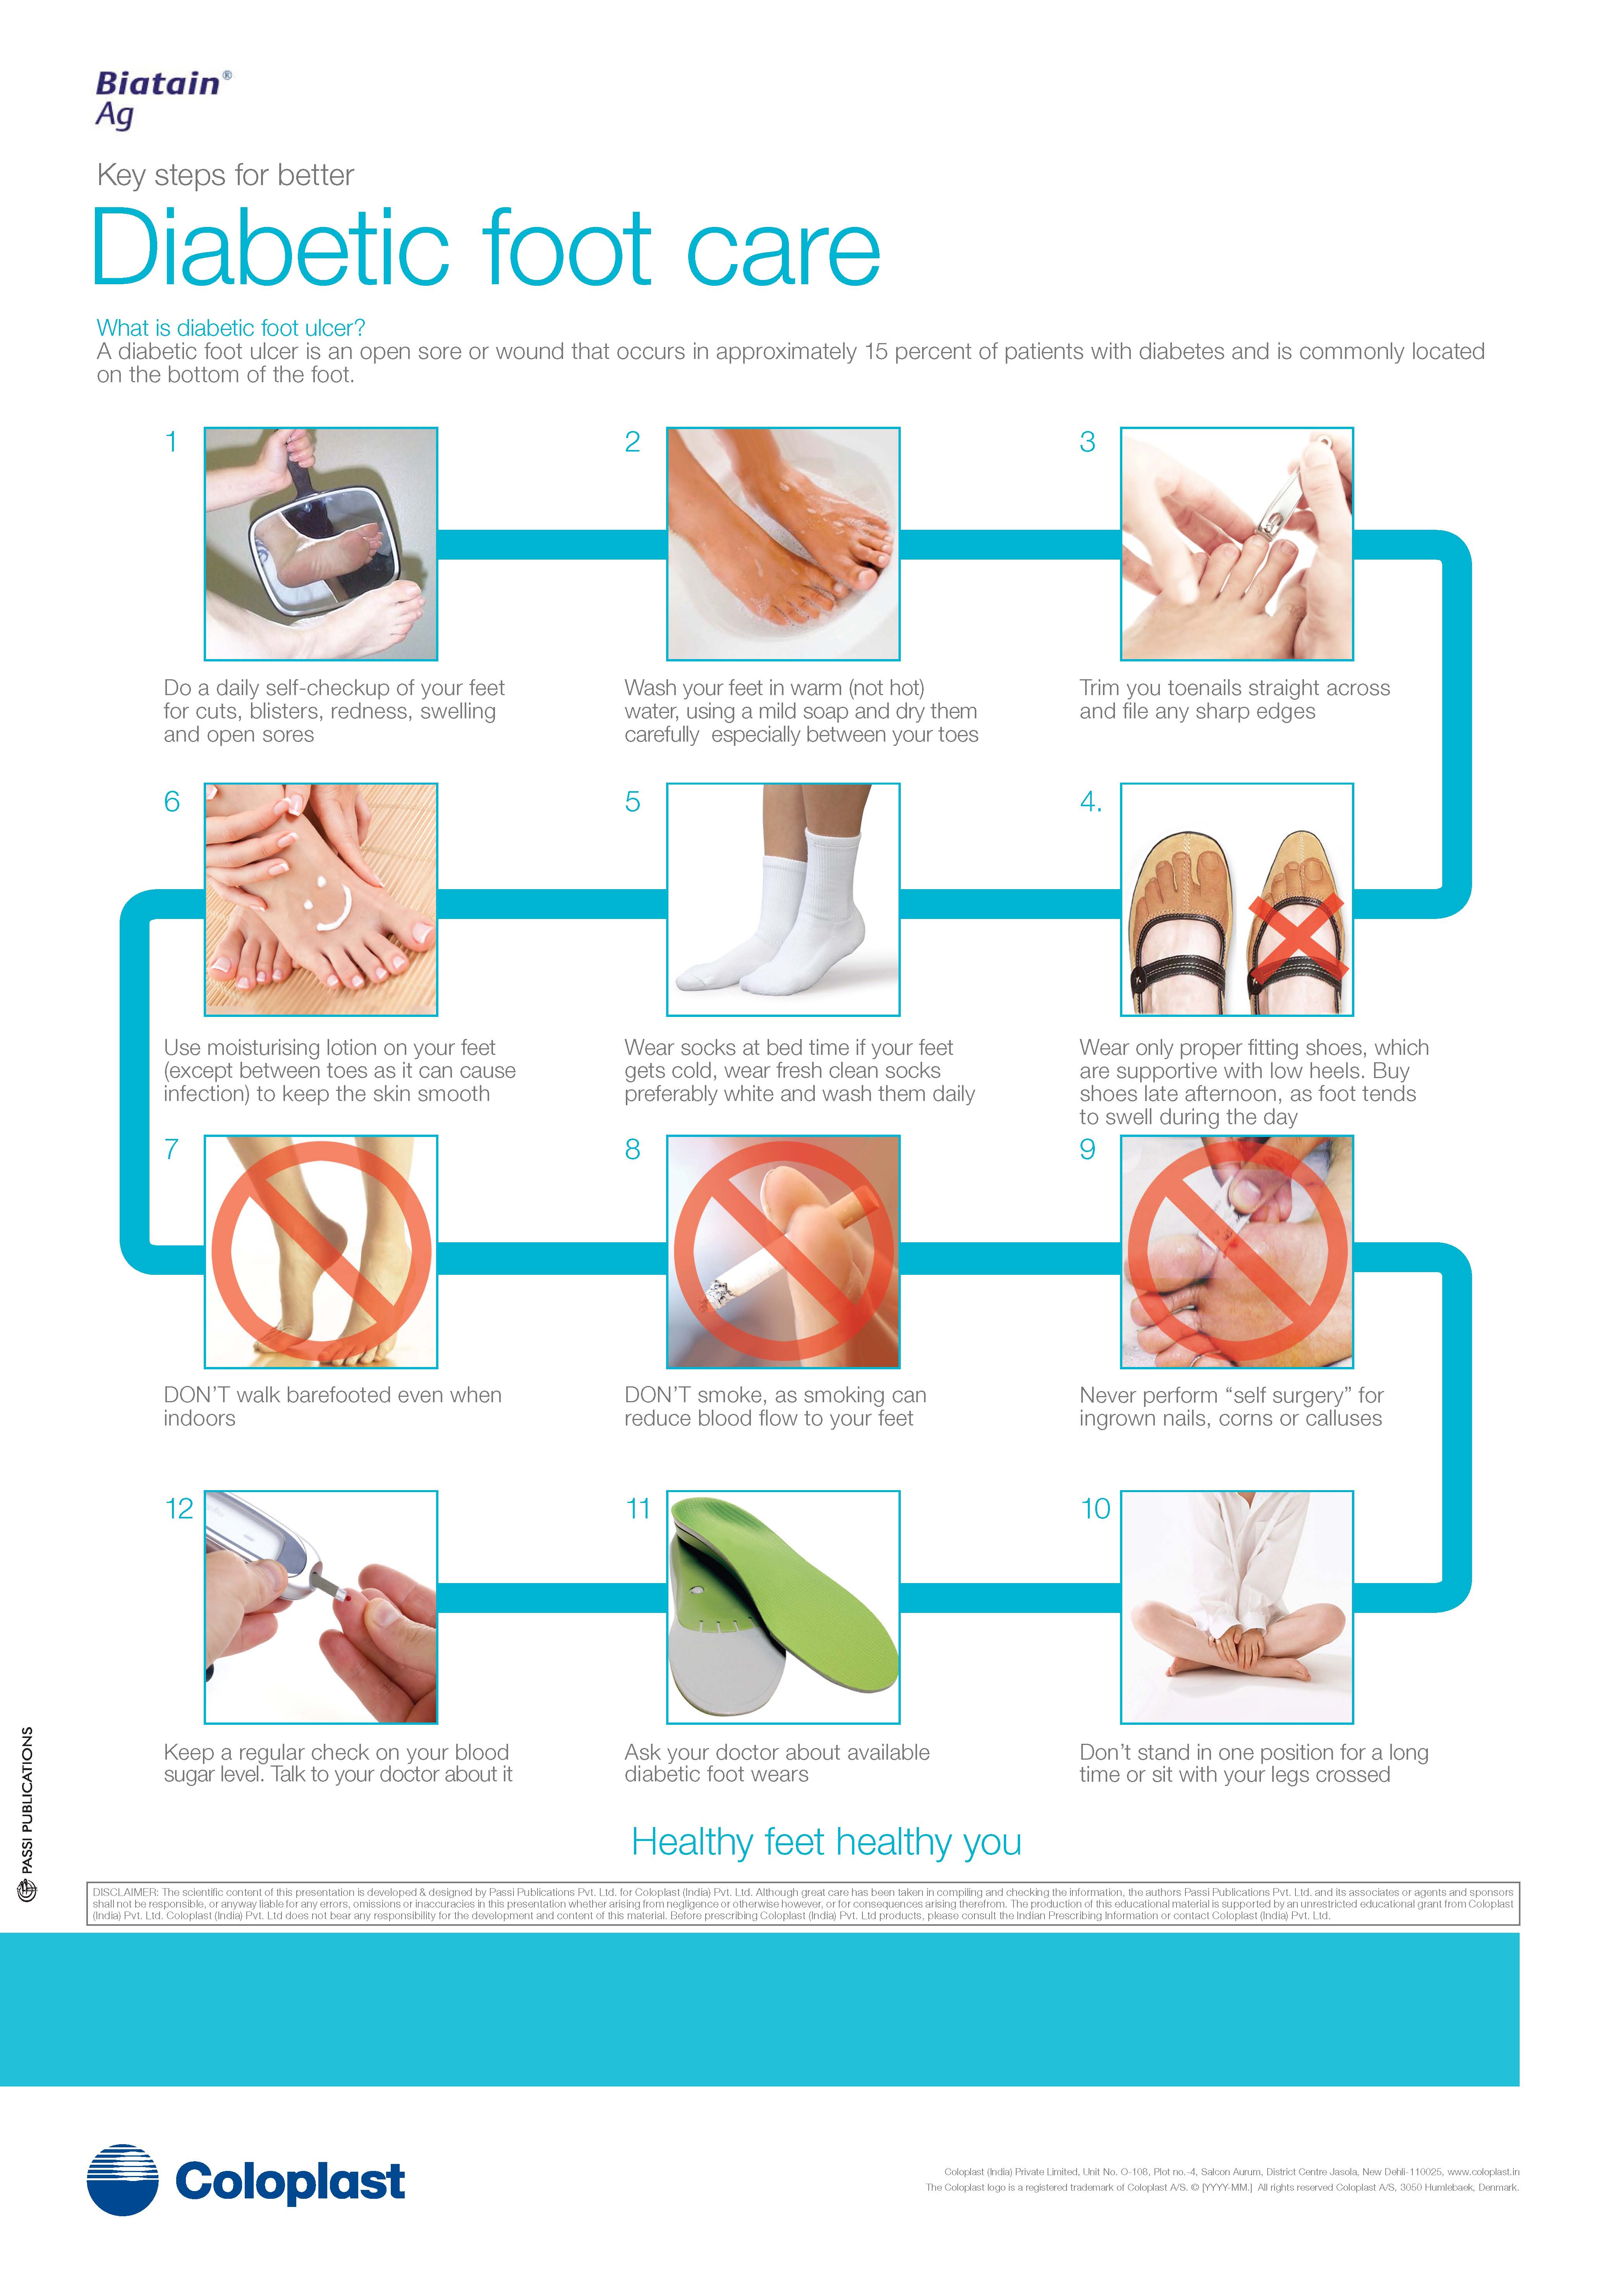 Biatain®
Ag
Key steps for better
Diabetic foot care
What is diabetic foot ulcer?
A diabetic foot ulcer is an open sore or wound that occurs in approximately 15 percent of patients with diabetes and is commonly located
on the bottom of the foot.
1
Do a daily self-checkup of your feet
for cuts, blisters, redness, swelling
and open sores
2
Wash your feet in warm (not hot)
water, using a mild soap and dry them
carefully  especially between your toes
3
Trim you toenails straight across
and file any sharp edges
4.
Wear only proper fitting shoes, which
are supportive with low heels. Buy
shoes late afternoon, as foot tends
to swell during the day
5
Wear socks at bed time if your feet
gets cold, wear fresh clean socks
preferably white and wash them daily
6
Use moisturising lotion on your feet
(except between toes as it can cause
infection) to keep the skin smooth
7
DON'T walk barefooted even when
indoors
8
DON'T smoke, as smoking can
reduce blood flow to your feet
9
Never perform “self surgery” for
ingrown nails, corns or calluses
10
Don't stand in one position for a long
time or sit with your legs crossed
11
Ask your doctor about available
diabetic foot wears
12
Keep a regular check on your blood
sugar level. Talk to your doctor about it
Healthy feet healthy you
PASSI PUBLICATIONS
DISCLAIMER: The scientific content of this presentation is developed & designed by Passi Publications Pvt. Ltd. for Coloplast (India) Pvt. Ltd. Although great care has been taken in compiling and checking the information, the authors Passi Publications Pvt. Ltd. and its associates or agents and sponsors
shall not be responsible, or anyway liable for any errors, omissions or inaccuracies in this presentation whether arising from negligence or otherwise however, or for consequences arising therefrom. The production of this educational material is supported by an unrestricted educational grant from Coloplast
(India) Pvt. Ltd. Coloplast (India) Pvt. Ltd does not bear any responsibility for the development and content of this material. Before prescribing Coloplast (India) Pvt. Ltd products, please consult the Indian Prescribing Information or contact Coloplast (India) Pvt. Ltd.
Coloplast
Coloplast (India) Private Limited, Unit No. O-108, Plot no.-4, Salcon Aurum, District Centre Jasola, New Dehli-110025, www.coloplast.in
The Coloplast logo is a registered trademark of Coloplast A/S. © [YYYY-MM.]  All rights reserved Coloplast A/S, 3050 Humlebaek, Denmark.